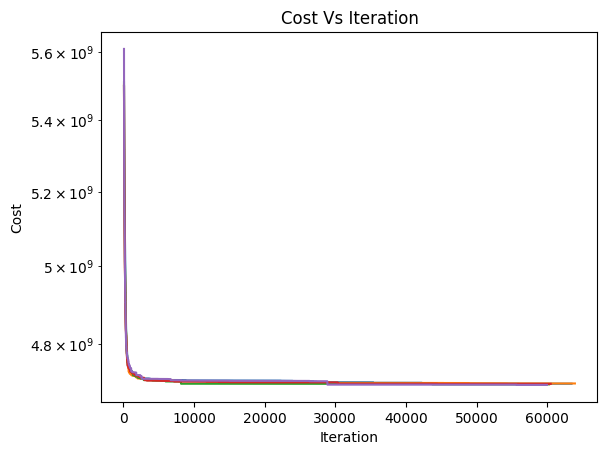 Cost Vs Iteration
5.6 × 10⁹
5.4 × 10⁹
5.2 × 10⁹
5 × 10⁹
4.8 × 10⁹
Cost
0 10000 20000 30000 40000 50000 60000
Iteration